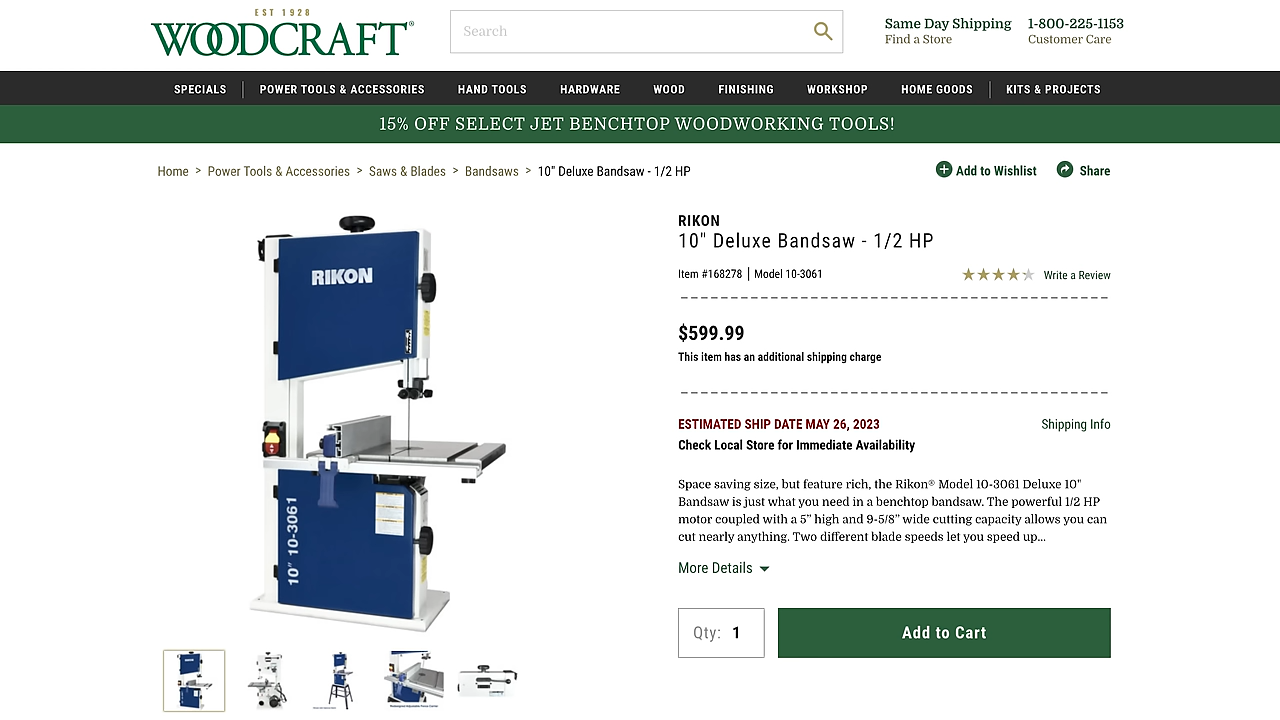 EST 1928
WOODCRAFT®
Search
Same Day Shipping
Find a Store
1-800-225-1153
Customer Care
SPECIALS
POWER TOOLS & ACCESSORIES
HAND TOOLS
HARDWARE
WOOD
FINISHING
WORKSHOP
HOME GOODS
KITS & PROJECTS
15% OFF SELECT JET BENCHTOP WOODWORKING TOOLS!
Home > Power Tools & Accessories > Saws & Blades > Bandsaws > 10" Deluxe Bandsaw - 1/2 HP
Add to Wishlist
Share
RIKON
10" 10-3061
RIKON
10" Deluxe Bandsaw - 1/2 HP
Item #168278 | Model 10-3061
Write a Review
$599.99
This item has an additional shipping charge
ESTIMATED SHIP DATE MAY 26, 2023
Shipping Info
Check Local Store for Immediate Availability
Space saving size, but feature rich, the Rikon® Model 10-3061 Deluxe 10"
Bandsaw is just what you need in a benchtop bandsaw. The powerful 1/2 HP
motor coupled with a 5" high and 9-5/8" wide cutting capacity allows you can
cut nearly anything. Two different blade speeds let you speed up...
More Details
Qty: 1
Add to Cart